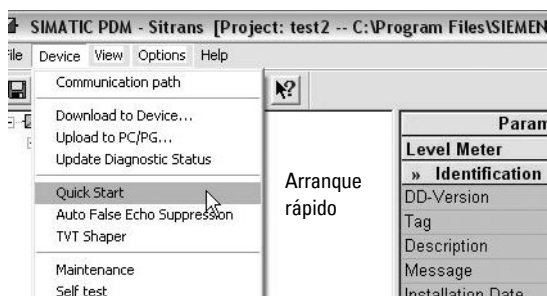 SIMATIC PDM - Sitrans [Project: test2 -- C:\Program Files\SIEMEN
File Device View Options Help
Communication path
Download to Device...
Upload to PC/PG...
Update Diagnostic Status
Quick Start
Auto False Echo Suppression
TVT Shaper
Maintenance
Self test
Arranque
rápido
Param
Level Meter
» Identification
DD-Version
Tag
Description
Message
Installation Date